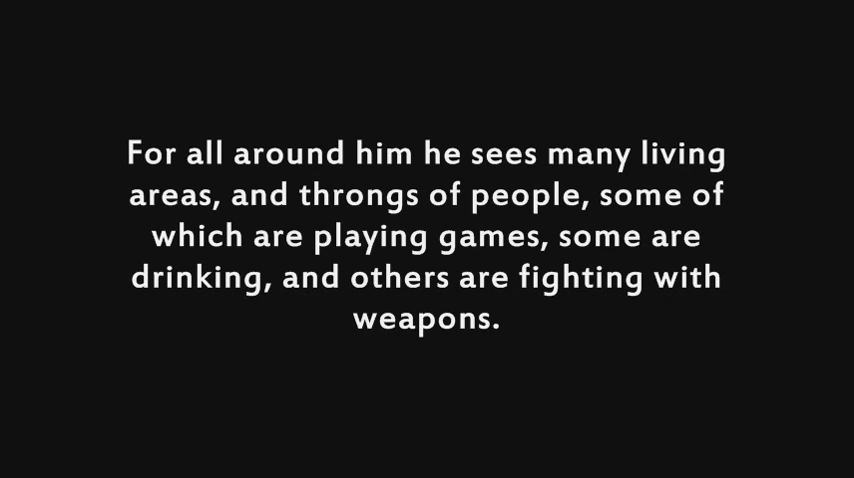 For all around him he sees many living
areas, and throngs of people, some of
which are playing games, some are
drinking, and others are fighting with
weapons.